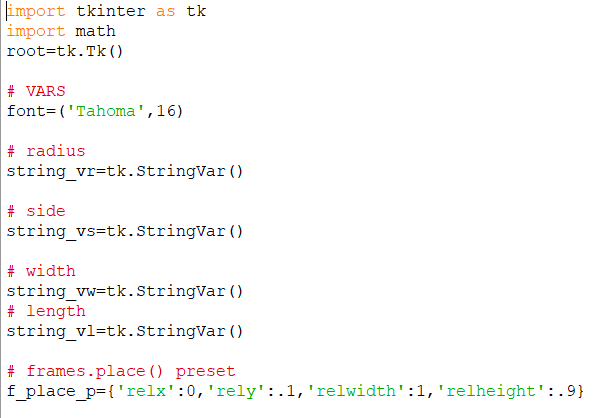 import tkinter as tk
import math
root=tk.Tk()
# VARS
font=('Tahoma',16)
# radius
string_vr=tk.StringVar()
# side
string_vs=tk.StringVar()
# width
string_vw=tk.StringVar()
# length
string_vl=tk.StringVar()
# frames.place() preset
f_place_p={'relx':0,'rely':.1,'relwidth':1,'relheight':.9}